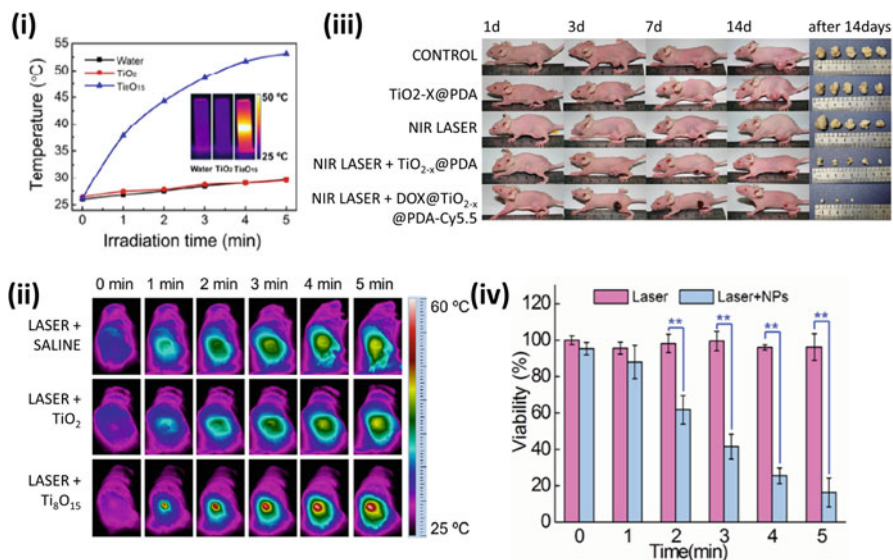 (i)
55
50
45
40
35
30
25
Temperature (°C)
Water
TiO₂
Ti₈O₁₅
50 °C
25 °C
Water TiO₂ Ti₈O₁₅
0 1 2 3 4 5
Irradiation time (min)
(iii)
1d 3d 7d 14d after 14days
CONTROL
TiO2-X@PDA
NIR LASER
NIR LASER + TiO₂₋ₓ@PDA
NIR LASER + DOX@TiO₂₋ₓ
@PDA-Cy5.5
(ii)
0 min 1 min 2 min 3 min 4 min 5 min
LASER +
SALINE
LASER +
TiO₂
LASER +
Ti₈O₁₅
60 ºC
25 ºC
(iv)
Laser Laser+NPs
120
100
80
60
40
20
0
Viability (%)
** ** ** **
0 1 2 3 4 5
Time(min)